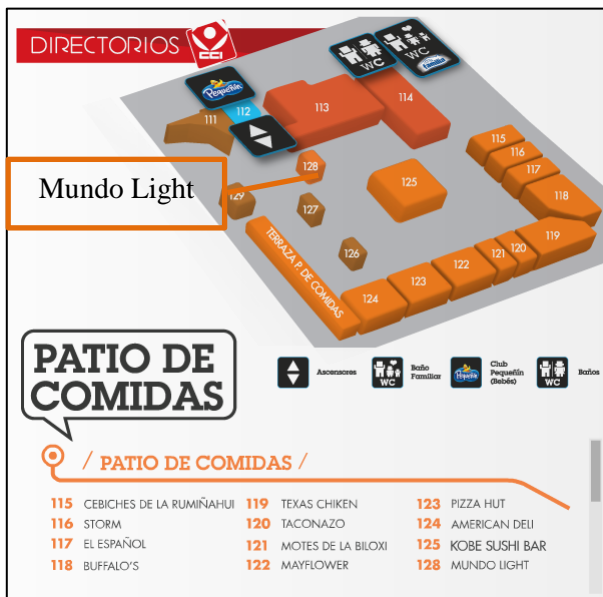 DIRECTORIOS CCI
WC
WC
familia
Pequeñín
111
112
113
114
115
116
117
118
Mundo Light
128
125
129
127
119
126
120
121
122
123
124
TERRAZA P. DE COMIDAS
PATIO DE
COMIDAS
Ascensores
WC
Baño
Familiar
Pequeñín
Club
Pequeñín
(Bebés)
WC
Baños
/ PATIO DE COMIDAS /
115 CEBICHES DE LA RUMIÑAHUI 119 TEXAS CHIKEN 123 PIZZA HUT
116 STORM 120 TACONAZO 124 AMERICAN DELI
117 EL ESPAÑOL 121 MOTES DE LA BILOXI 125 KOBE SUSHI BAR
118 BUFFALO'S 122 MAYFLOWER 128 MUNDO LIGHT